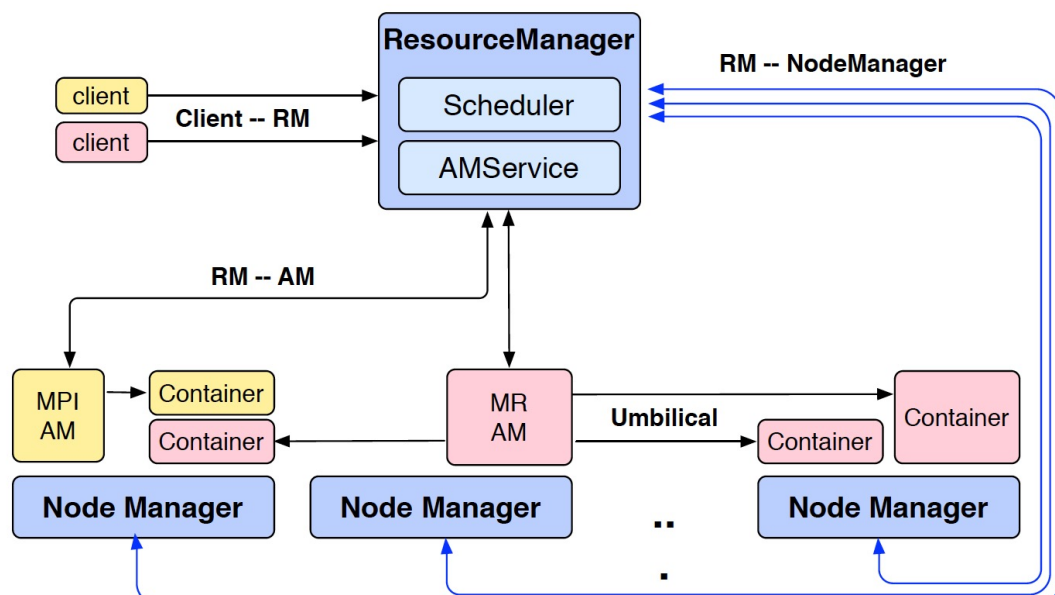 ResourceManager
RM -- NodeManager
client
Scheduler
Client -- RM
client
AMService
RM -- AM
MPI
AM
Container
Container
MR
AM
Umbilical
Container
Container
Node Manager
Node Manager
..
.
Node Manager